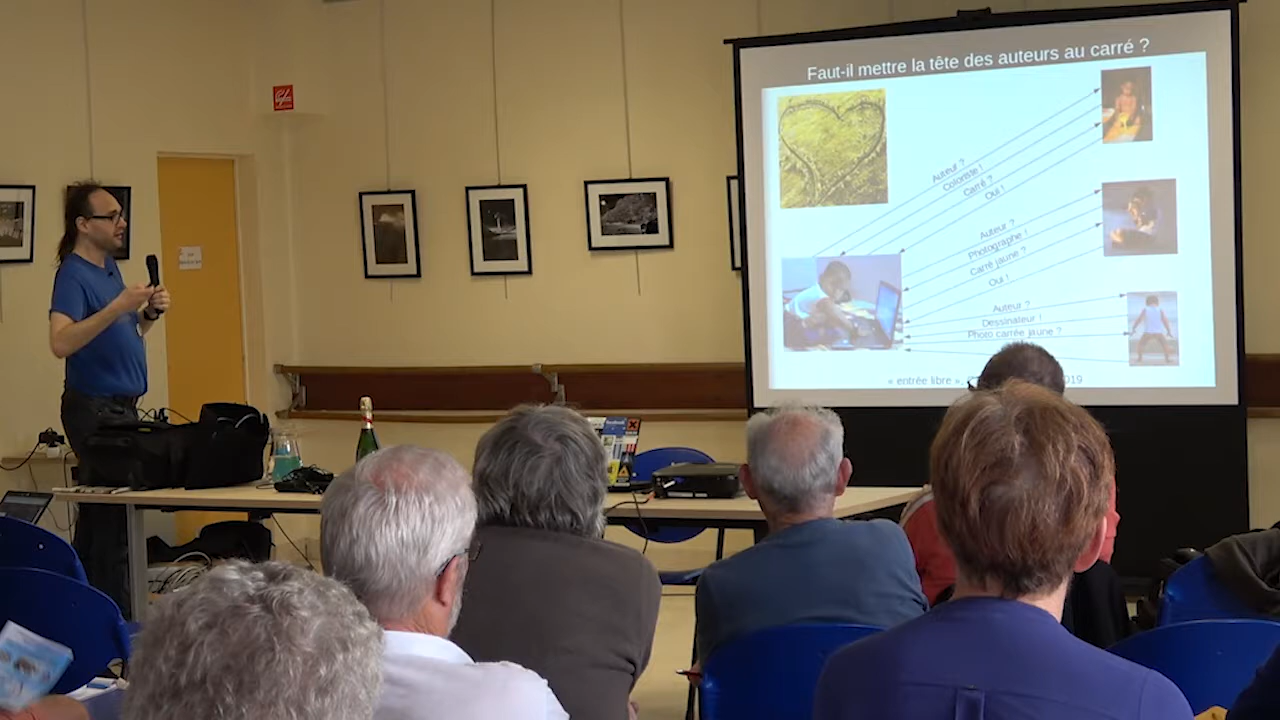 Faut-il mettre la tête des auteurs au carré ?
Auteur ?
Coloriste !
Carré ?
Oui !
Auteur ?
Photographe !
Carré jaune ?
Oui !
Auteur ?
Dessinateur !
Photo carrée jaune ?
« entrée libre »,
019